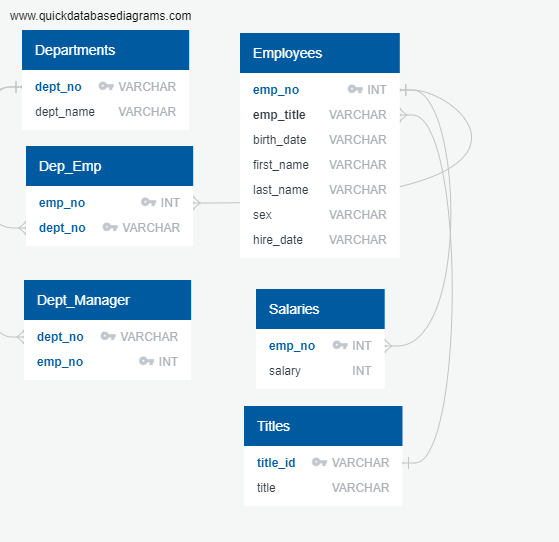 www.quickdatabasediagrams.com
Departments
dept_no VARCHAR
dept_name VARCHAR
Dep_Emp
emp_no INT
dept_no VARCHAR
Dept_Manager
dept_no VARCHAR
emp_no INT
Employees
emp_no INT
emp_title VARCHAR
birth_date VARCHAR
first_name VARCHAR
last_name VARCHAR
sex VARCHAR
hire_date VARCHAR
Salaries
emp_no INT
salary INT
Titles
title_id VARCHAR
title VARCHAR